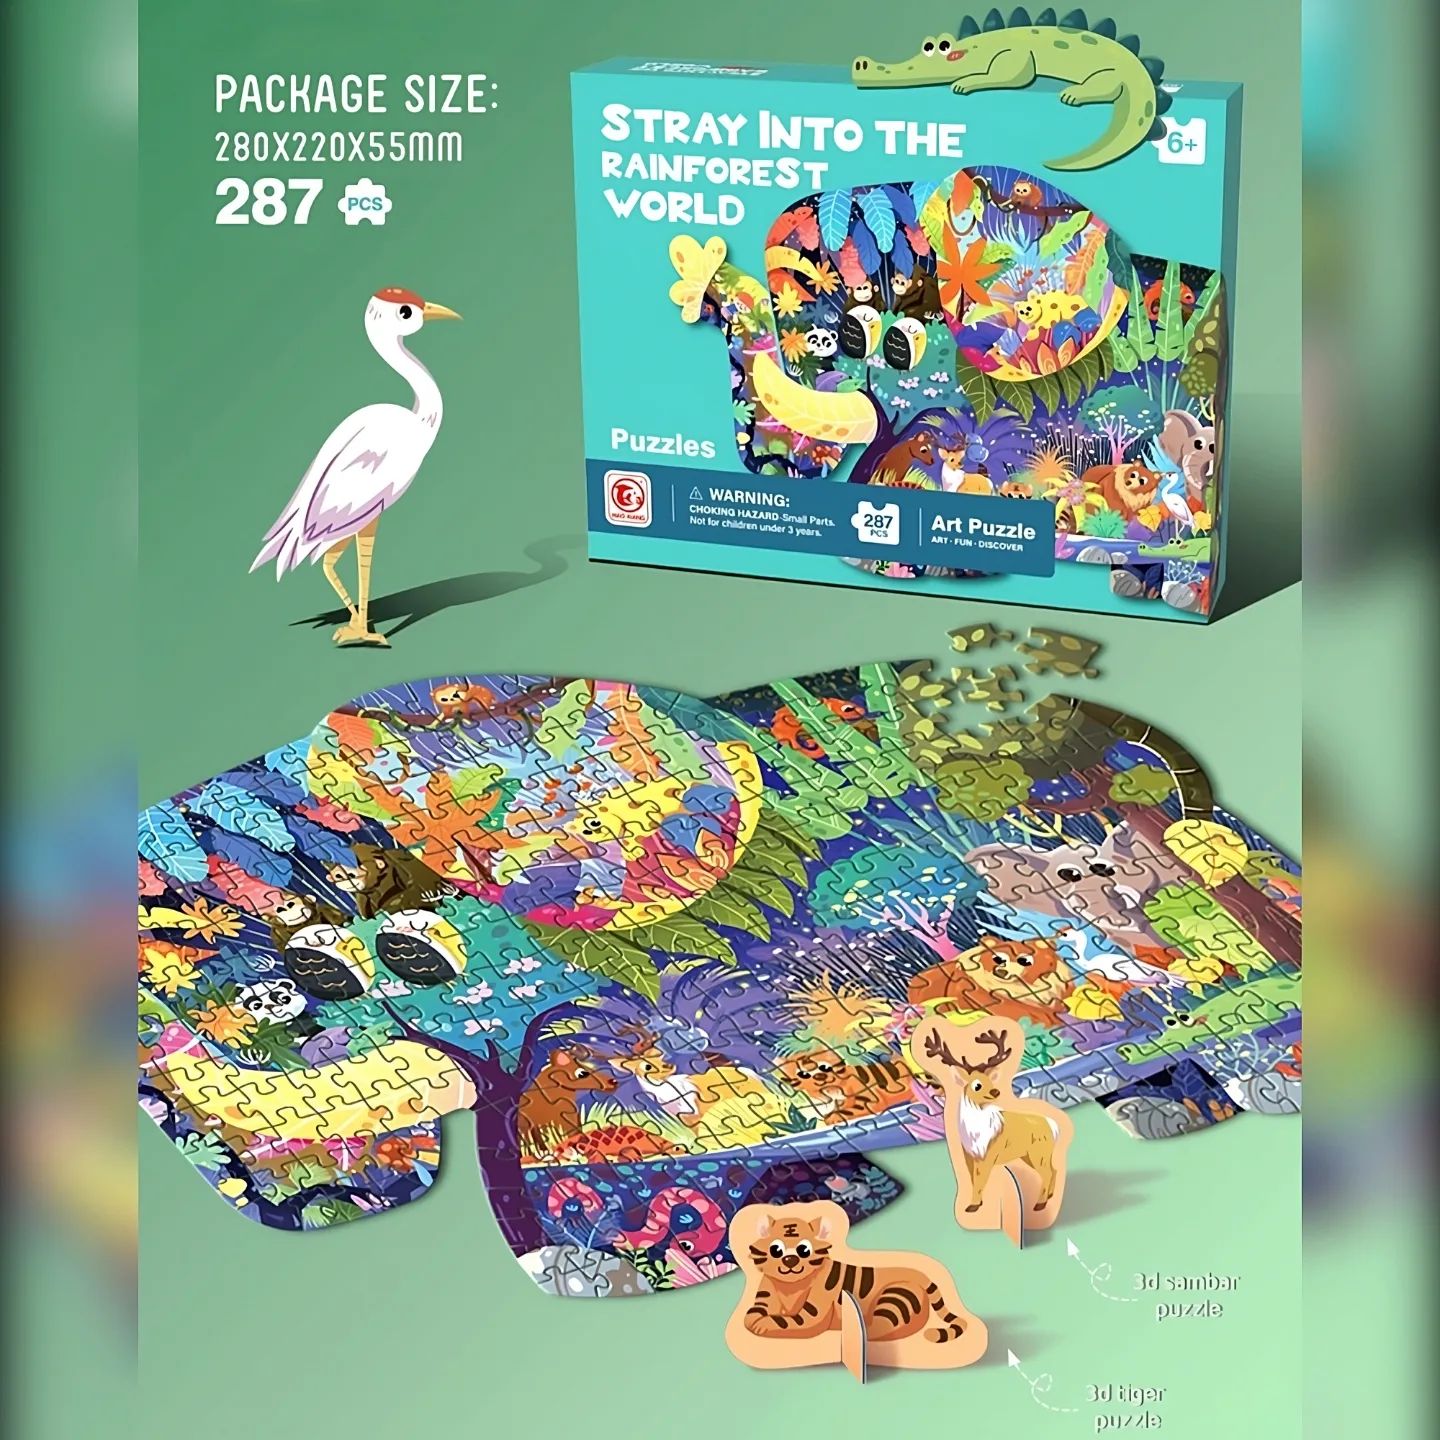 PACKAGE SIZE:
280X220X55MM
287 PCS
STRAY INTO THE
RAINFOREST
WORLD
6+
Puzzles
WARNING:
CHOKING HAZARD-Small Parts.
Not for children under 3 years.
287
PCS
Art Puzzle
ART · FUN · DISCOVER
3d sambar
puzzle
3d tiger
puzzle